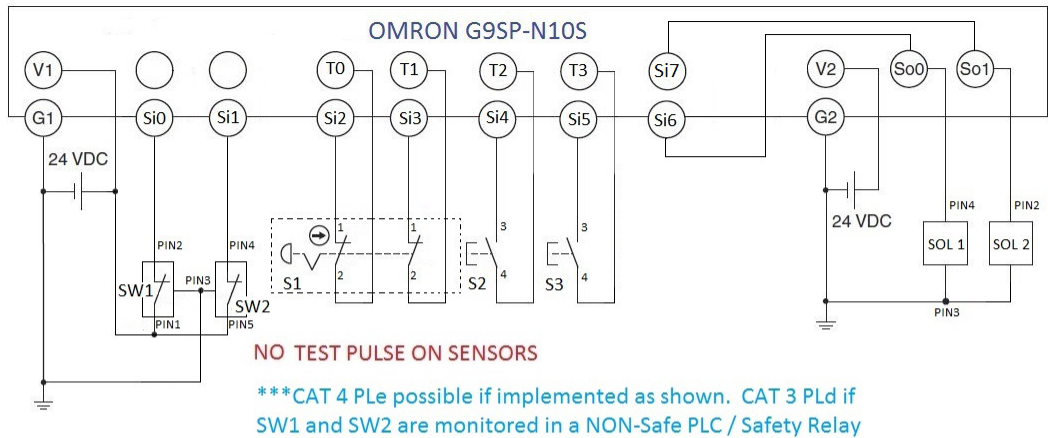 OMRON G9SP-N10S
V1 T0 T1 T2 T3 Si7 V2 So0 So1
G1 Si0 Si1 Si2 Si3 Si4 Si5 Si6 G2
24 VDC
24 VDC
PIN4 PIN2
SOL 1 SOL 2
PIN3
1 1 3 3
2 2 4 4
S1 S2 S3
PIN2 PIN4
PIN3
SW1 SW2
PIN1 PIN5
NO TEST PULSE ON SENSORS
***CAT 4 PLe possible if implemented as shown. CAT 3 PLd if
SW1 and SW2 are monitored in a NON-Safe PLC / Safety Relay